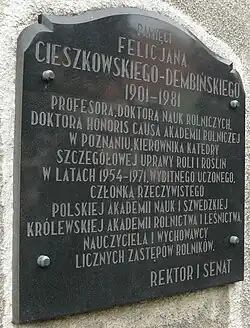 PAMIĘCI
FELICJANA
CIESZKOWSKIEGO-DEMBIŃSKIEGO
1901-1981
PROFESORA, DOKTORA NAUK ROLNICZYCH,
DOKTORA HONORIS CAUSA AKADEMII ROLNICZEJ
W POZNANIU, KIEROWNIKA KATEDRY
SZCZEGÓŁOWEJ UPRAWY ROLI I ROŚLIN
W LATACH 1954-1971, WYBITNEGO UCZONEGO,
CZŁONKA RZECZYWISTEGO
POLSKIEJ AKADEMII NAUK I SZWEDZKIEJ
KRÓLEWSKIEJ AKADEMII ROLNICTWA I LEŚNICTWA,
NAUCZYCIELA I WYCHOWAWCY
LICZNYCH ZASTĘPÓW ROLNIKÓW.
REKTOR I SENAT